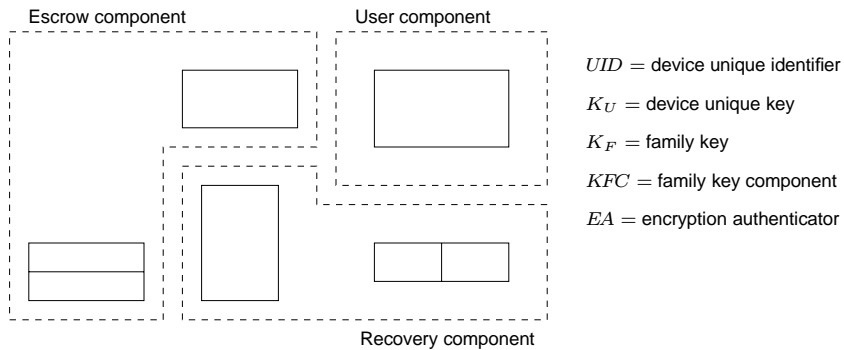 Escrow component
User component
UID = device unique identifier
K_U = device unique key
K_F = family key
KFC = family key component
EA = encryption authenticator
Recovery component